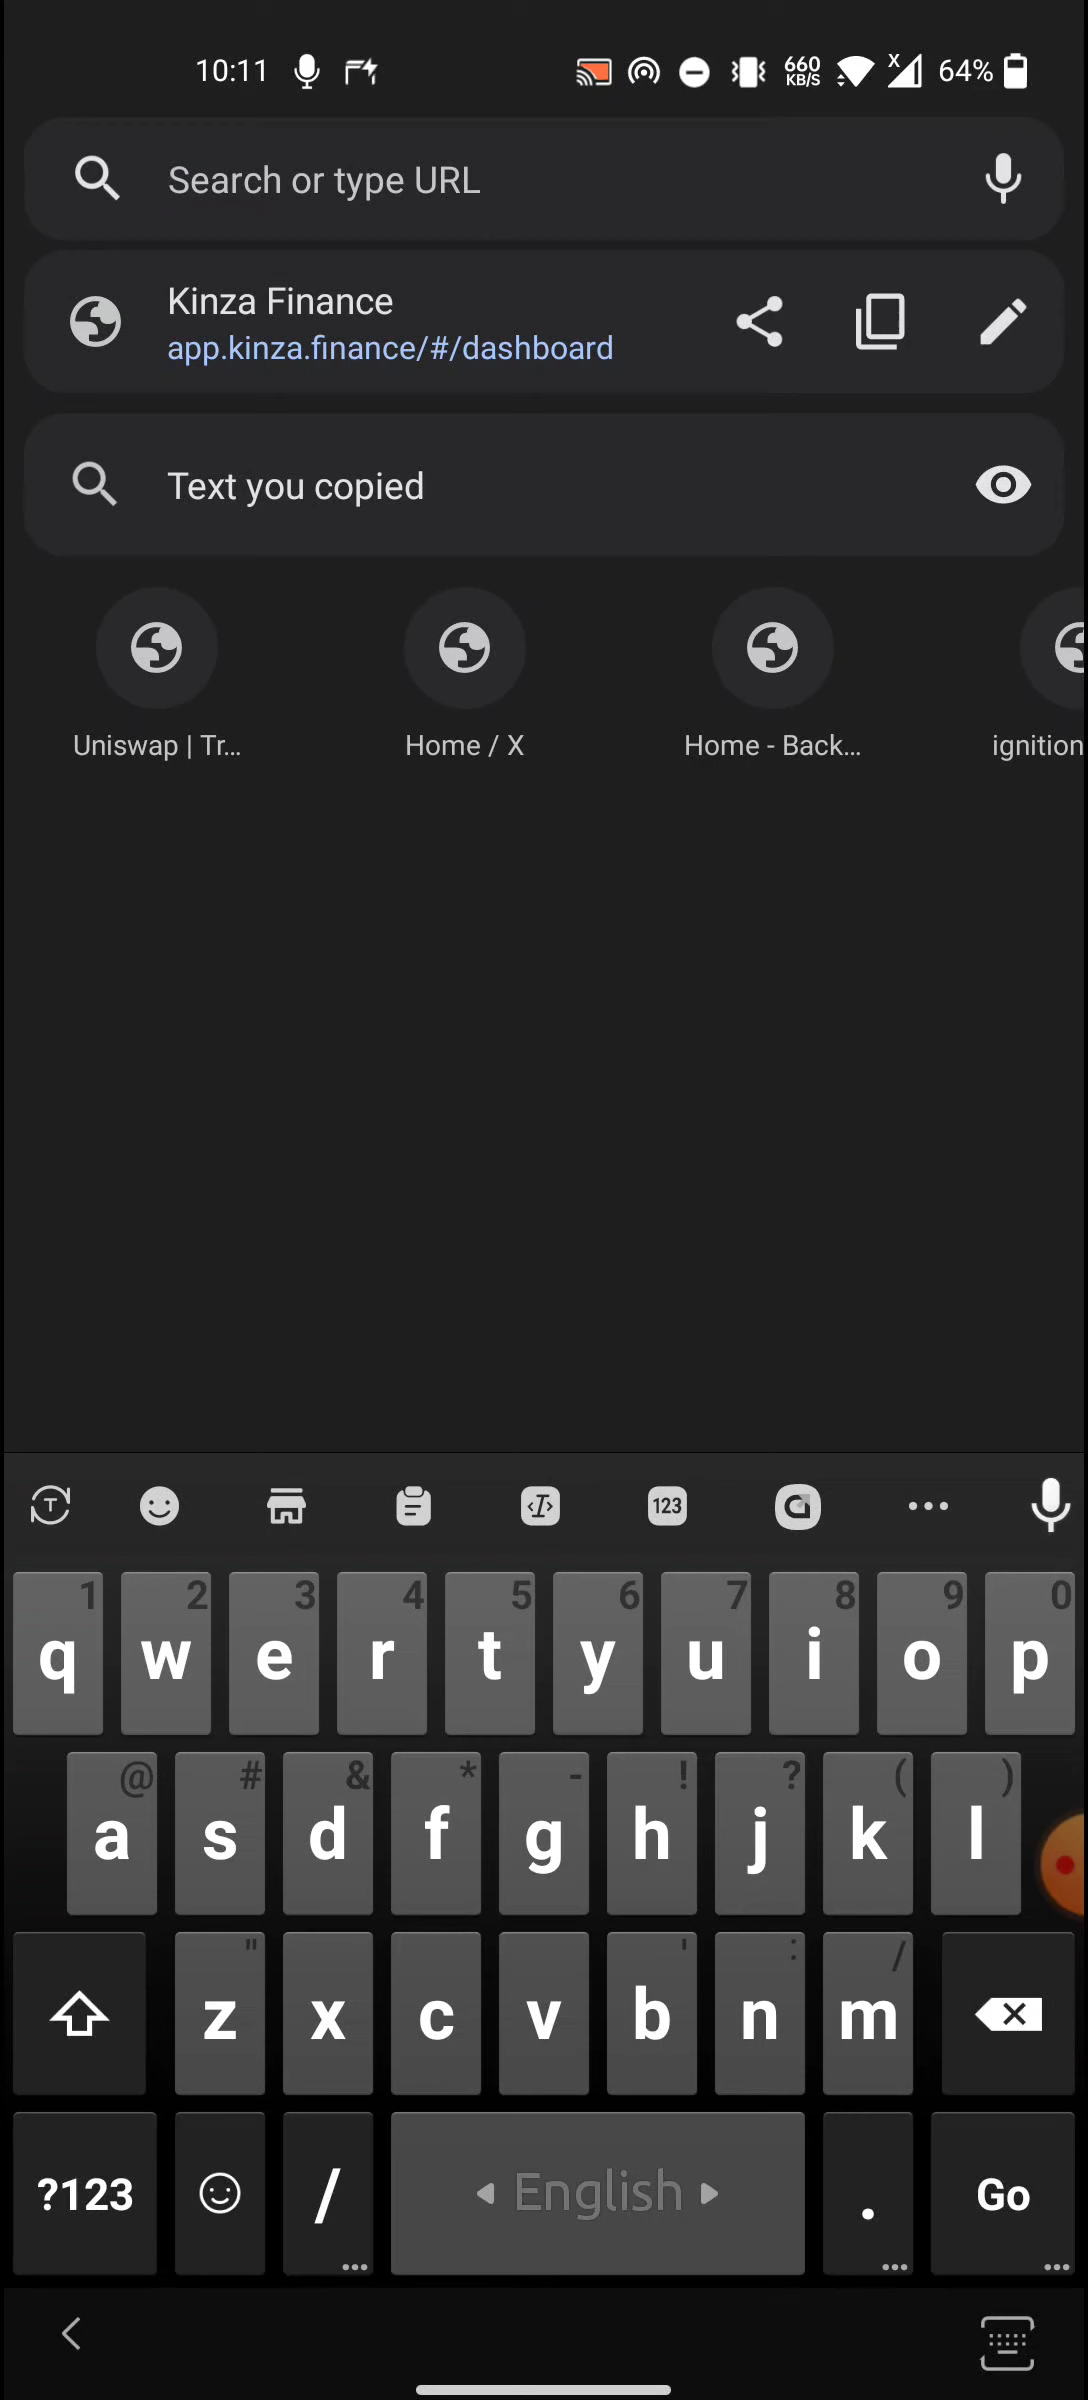 10:11 660 KB/S X 64%
Search or type URL
Kinza Finance
app.kinza.finance/#/dashboard
Text you copied
Uniswap | Tr... Home / X Home - Back... ignition
T 123
1 2 3 4 5 6 7 8 9 0
q w e r t y u i o p
@ # & * - ! ? ( )
a s d f g h j k l
" ' : /
z x c v b n m
?123 / English . Go